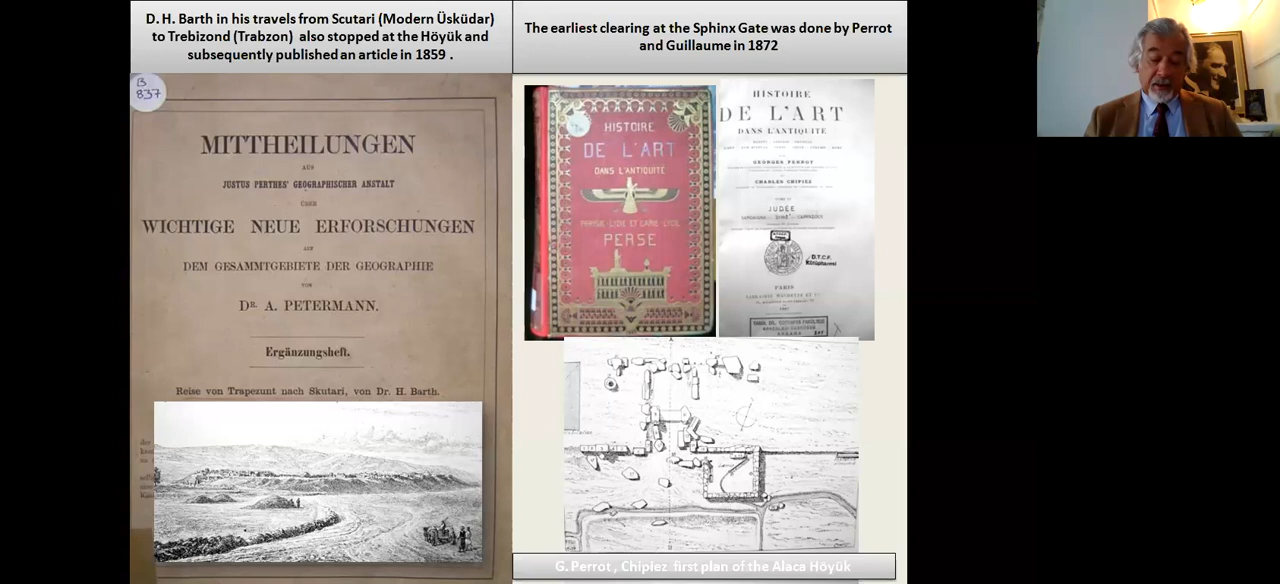 D. H. Barth in his travels from Scutari (Modern Üsküdar)
to Trebizond (Trabzon) also stopped at the Höyük and
subsequently published an article in 1859 .
The earliest clearing at the Sphinx Gate was done by Perrot
and Guillaume in 1872
B
837
MITTHEILUNGEN
AUS
JUSTUS PERTHES' GEOGRAPHISCHER ANSTALT
ÜBER
WICHTIGE NEUE ERFORSCHUNGEN
AUF
DEM GESAMMTGEBIETE DER GEOGRAPHIE
VON
DR. A. PETERMANN.
Ergänzungsheft.
Reise von Trapezunt nach Skutari, von Dr. H. Barth.
HISTOIRE
DE L'ART
DANS L'ANTIQUITÉ
PERSE
HISTOIRE
DE L'ART
DANS L'ANTIQUITÉ
GEORGES PERROT
CHARLES CHIPIEZ
JUDÉE
D.T.C.F.
PARIS
G. Perrot , Chiplez first plan of the Alaca Höyük